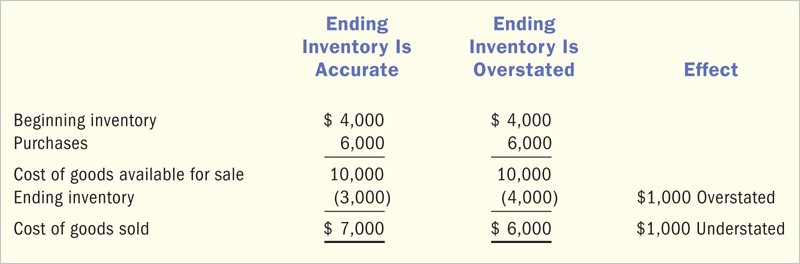 Ending Inventory Is Accurate Ending Inventory Is Overstated Effect
Beginning inventory $ 4,000 $ 4,000
Purchases 6,000 6,000
Cost of goods available for sale 10,000 10,000
Ending inventory (3,000) (4,000) $1,000 Overstated
Cost of goods sold $ 7,000 $ 6,000 $1,000 Understated